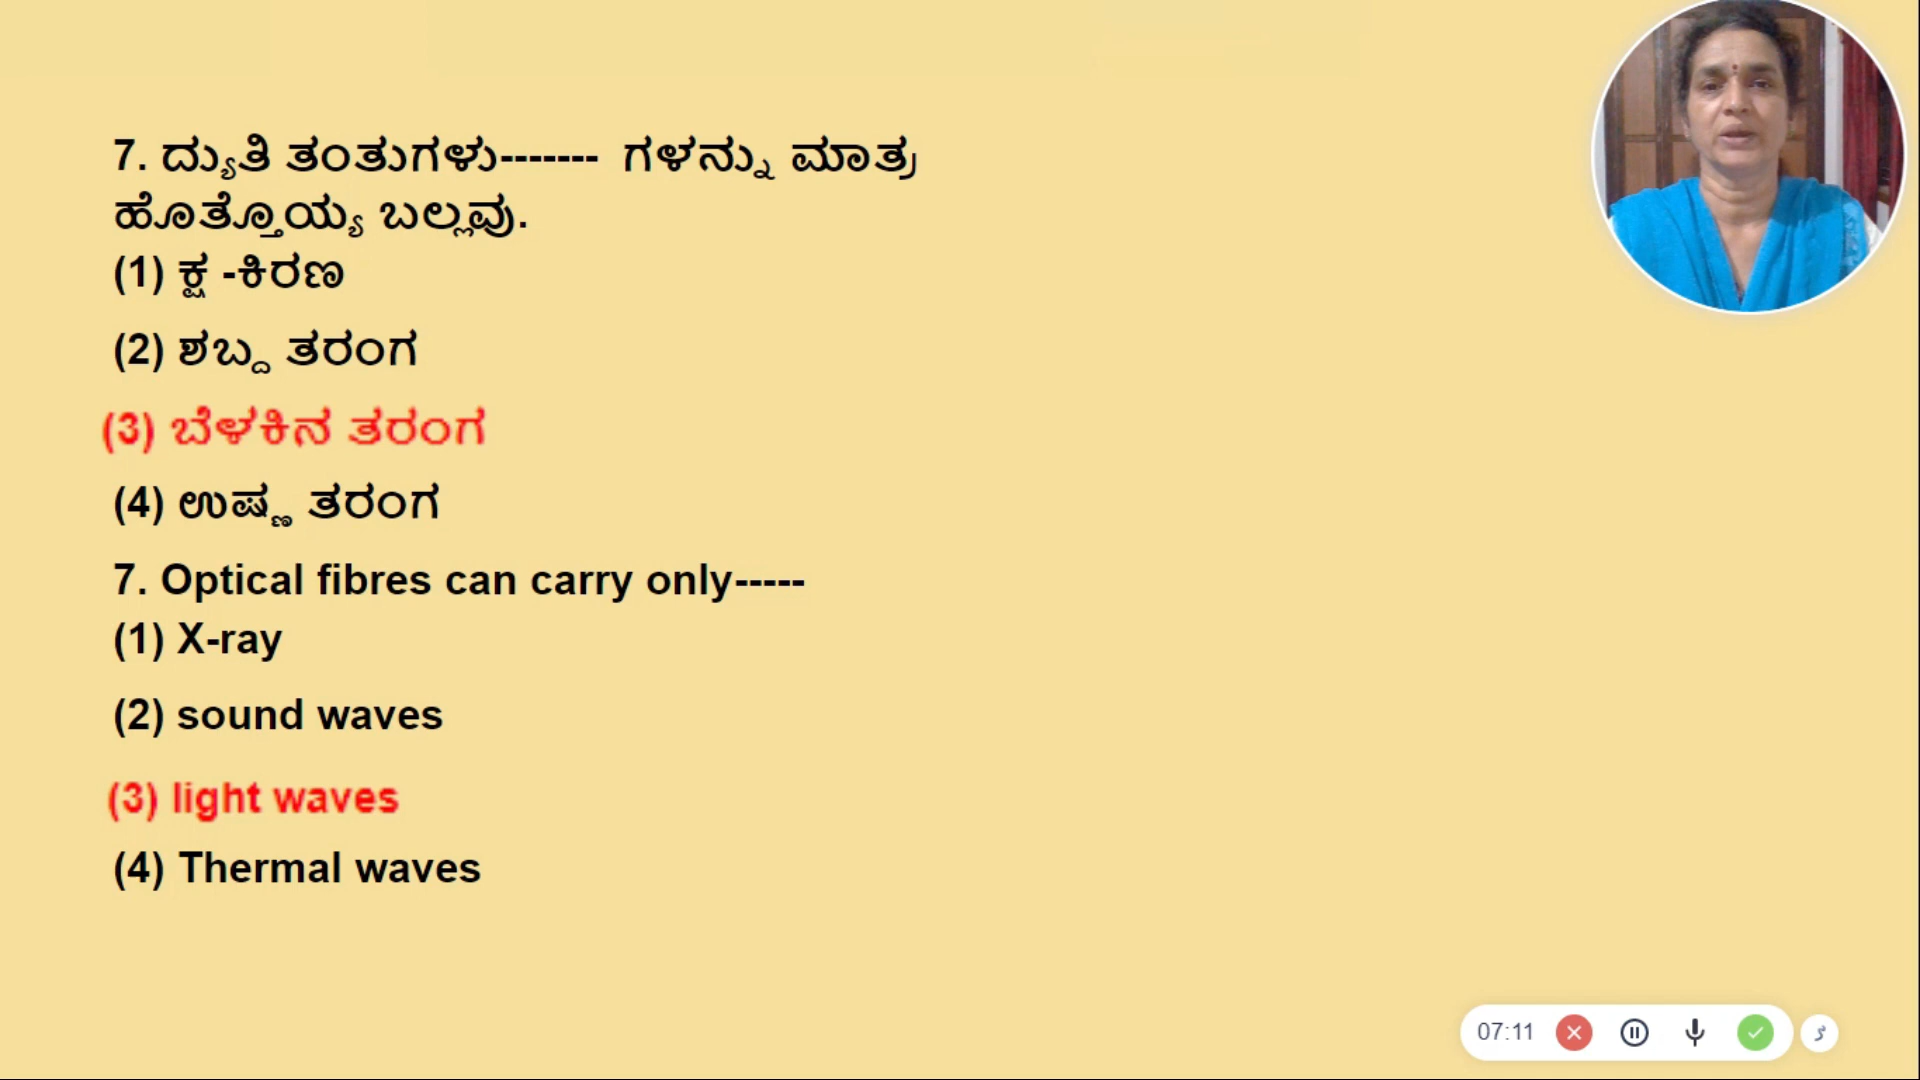 7. ದ್ಯುತಿ ತಂತುಗಳು------- ಗಳನ್ನು ಮಾತ್ರ
ಹೊತ್ತೊಯ್ಯ ಬಲ್ಲವು.
(1) ಕ್ಷ -ಕಿರಣ
(2) ಶಬ್ದ ತರಂಗ
(3) ಬೆಳಕಿನ ತರಂಗ
(4) ಉಷ್ಣ ತರಂಗ
7. Optical fibres can carry only-----
(1) X-ray
(2) sound waves
(3) light waves
(4) Thermal waves
07:11